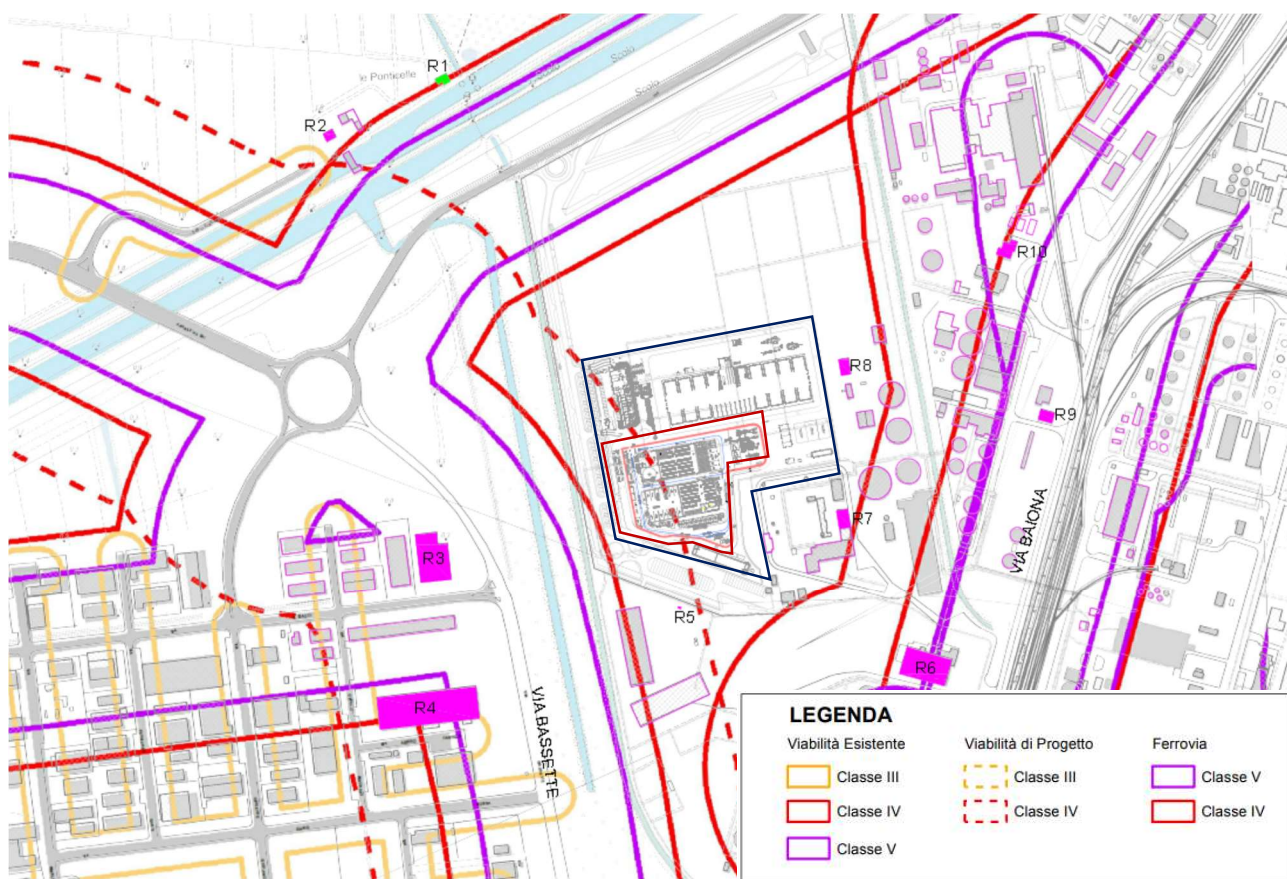 R1
le Ponticelle
Scolo
Scolo
R2
R10
R8
R9
R7
VIA BAIONA
R3
R5
R6
R4
VIA BASSETTE
LEGENDA
Viabilità Esistente
Viabilità di Progetto
Ferrovia
Classe III
Classe III
Classe V
Classe IV
Classe IV
Classe IV
Classe V